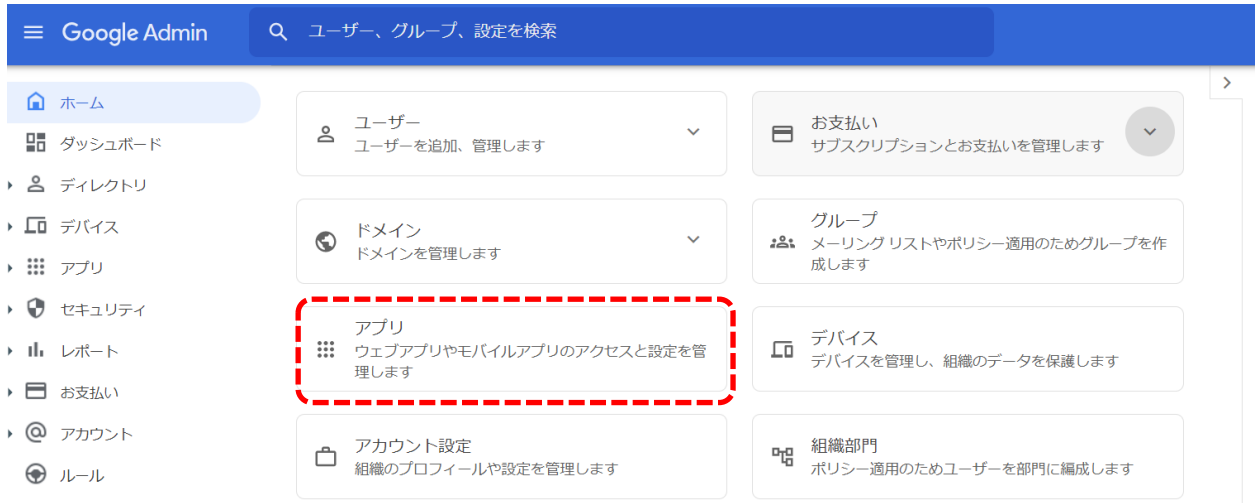 Google Admin
ユーザー、グループ、設定を検索
ホーム
ダッシュボード
ディレクトリ
デバイス
アプリ
セキュリティ
レポート
お支払い
アカウント
ルール
ユーザー
ユーザーを追加、管理します
お支払い
サブスクリプションとお支払いを管理します
ドメイン
ドメインを管理します
グループ
メーリング リストやポリシー適用のためグループを作
成します
アプリ
ウェブアプリやモバイルアプリのアクセスと設定を管
理します
デバイス
デバイスを管理し、組織のデータを保護します
アカウント設定
組織のプロフィールや設定を管理します
組織部門
ポリシー適用のためユーザーを部門に編成します